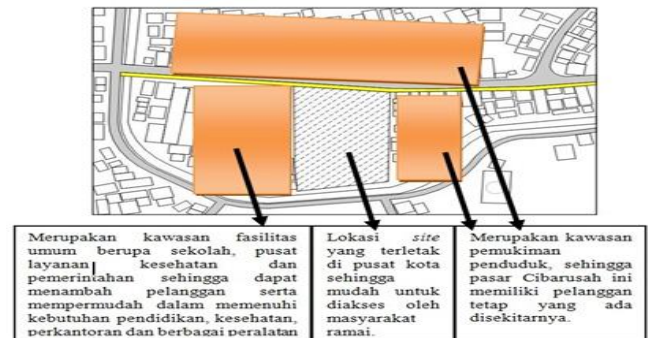 Merupakan kawasan fasilitas
umum berupa sekolah, pusat
layanan kesehatan dan
pemerintahan sehingga dapat
menambah pelanggan serta
mempermudah dalam memenuhi
kebutuhan pendidikan, kesehatan,
perkantoran dan berbagai peralatan
Lokasi site
yang terletak
di pusat kota
sehingga
mudah untuk
diakses oleh
masyarakat
ramai.
Merupakan kawasan
pemukiman
penduduk, sehingga
pasar Cibarusah ini
memiliki pelanggan
tetap yang ada
disekitarnya.